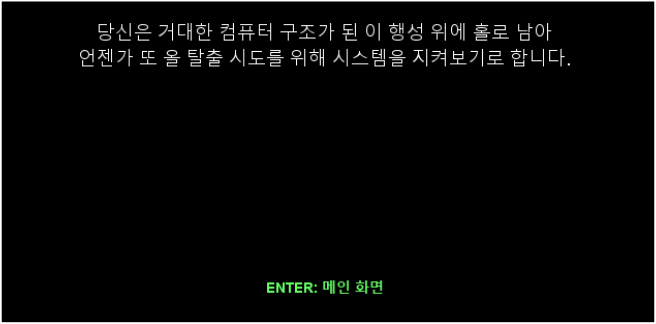 당신은 거대한 컴퓨터 구조가 된 이 행성 위에 홀로 남아
언젠가 또 올 탈출 시도를 위해 시스템을 지켜보기로 합니다.
ENTER: 메인 화면